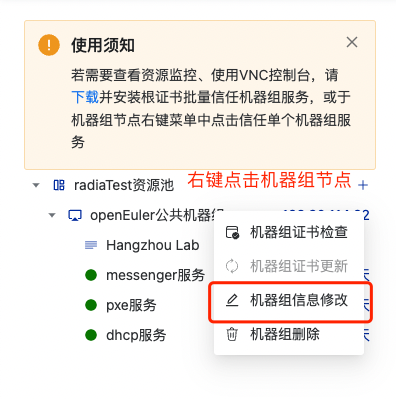 使用须知
若需要查看资源监控、使用VNC控制台，请
下载并安装根证书批量信任机器组服务，或于
机器组节点右键菜单中点击信任单个机器组服
务
radiaTest资源池
右键点击机器组节点
openEuler公共机器组
Hangzhou Lab
机器组证书检查
messenger服务
机器组证书更新
天
pxe服务
机器组信息修改
天
dhcp服务
机器组删除
天